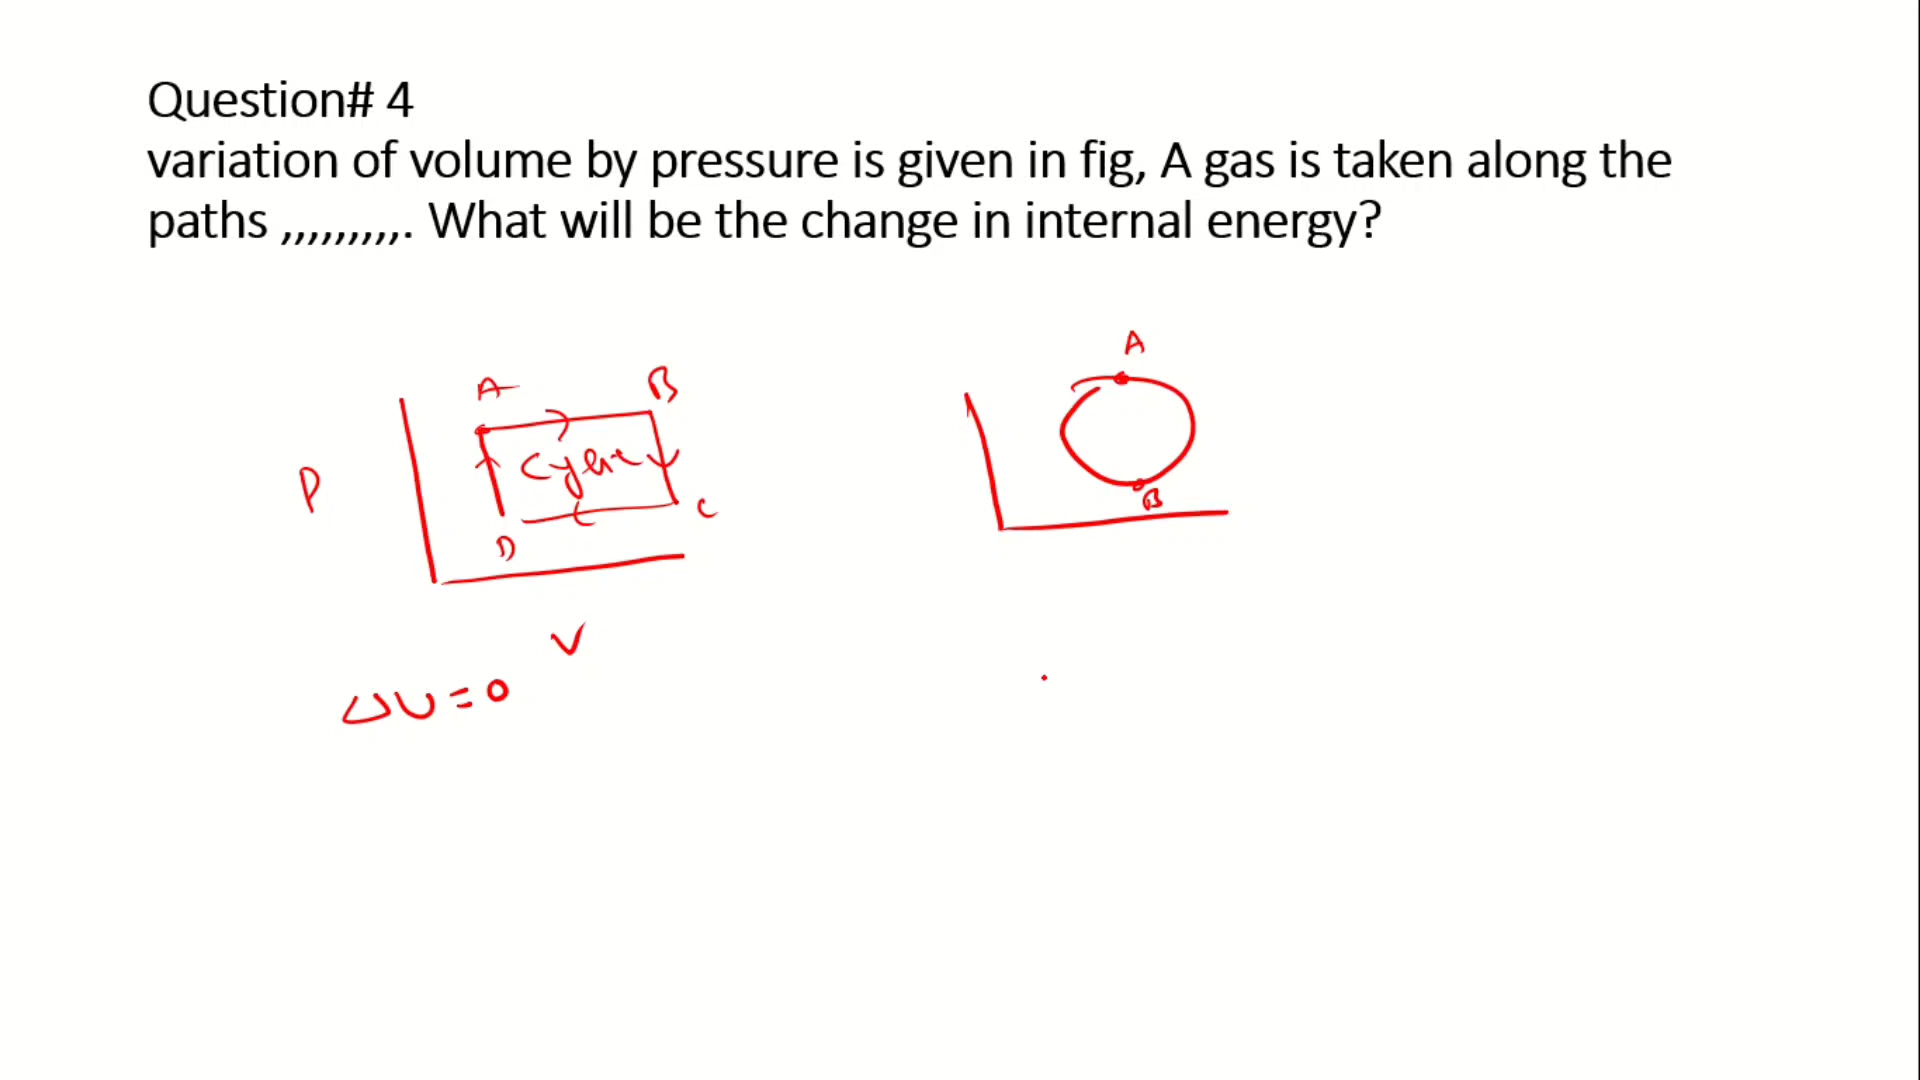 Question# 4
variation of volume by pressure is given in fig, A gas is taken along the
paths ,,,,,,,,,. What will be the change in internal energy?
A
A B
P
C
B
D
V
ΔU=0